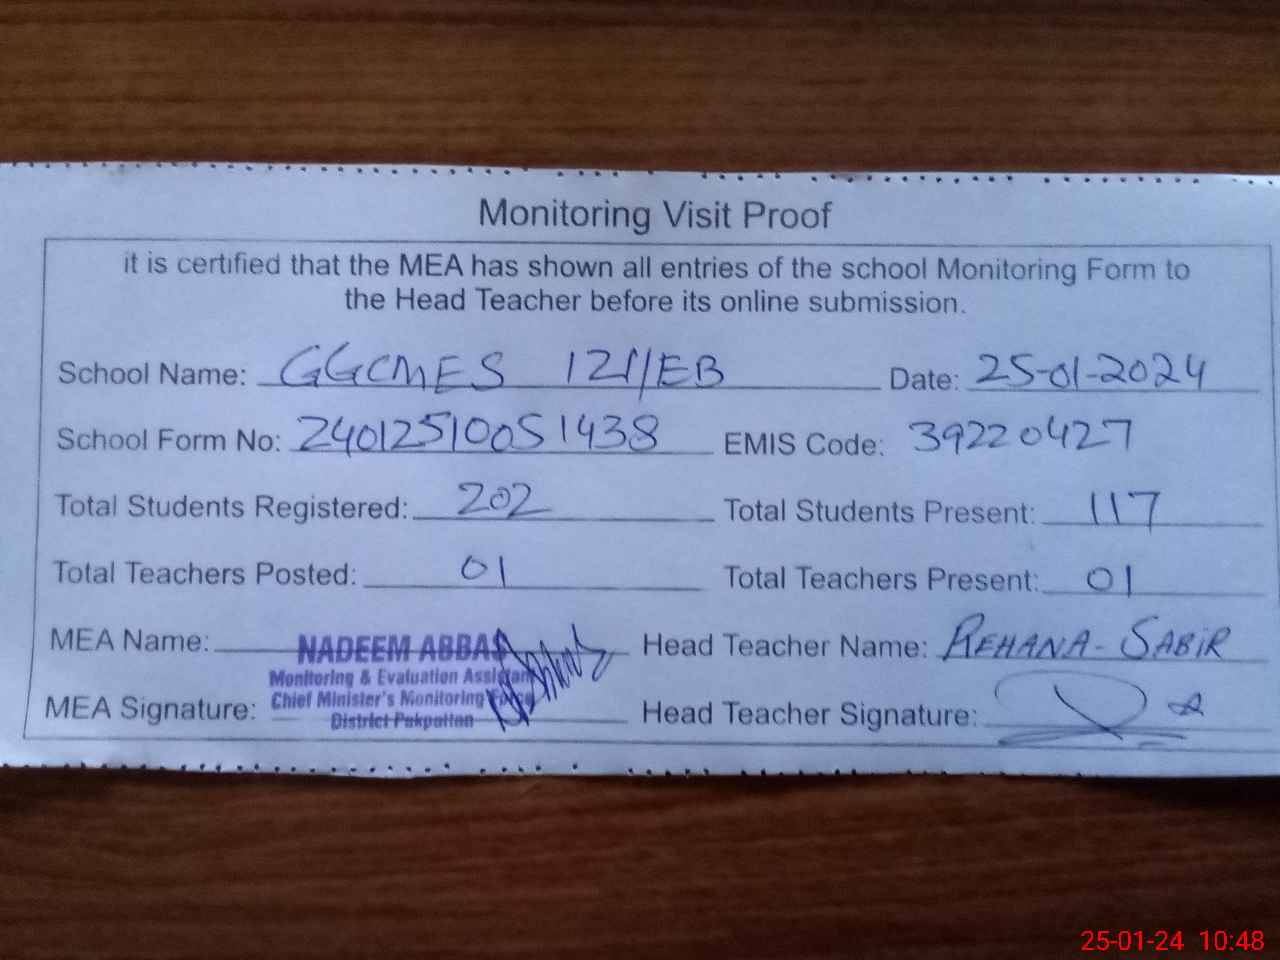 Monitoring Visit Proof
it is certified that the MEA has shown all entries of the school Monitoring Form to
the Head Teacher before its online submission.
School Name: GGCMES 121/EB Date: 25-01-2024
School Form No: 24012510051438 EMIS Code: 39220427
Total Students Registered: 202 Total Students Present: 117
Total Teachers Posted: 01 Total Teachers Present: 01
MEA Name: NADEEM ABBAS Head Teacher Name: REHANA-SABIR
Monitoring & Evaluation Assistant
Chief Minister's Monitoring Force
MEA Signature: Head Teacher Signature:
District Pakpattan
25-01-24 10:48